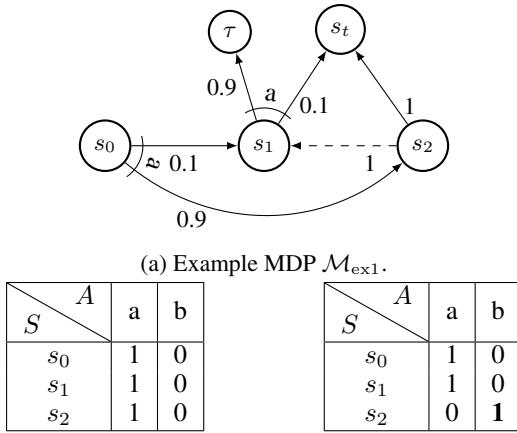 τ
s_t
0.9
a
0.1
1
s_0
a
0.1
s_1
1
s_2
0.9
(a) Example MDP 𝓜_ex1.
A
S a b
s_0 1 0
s_1 1 0
s_2 1 0
A
S a b
s_0 1 0
s_1 1 0
s_2 0 1